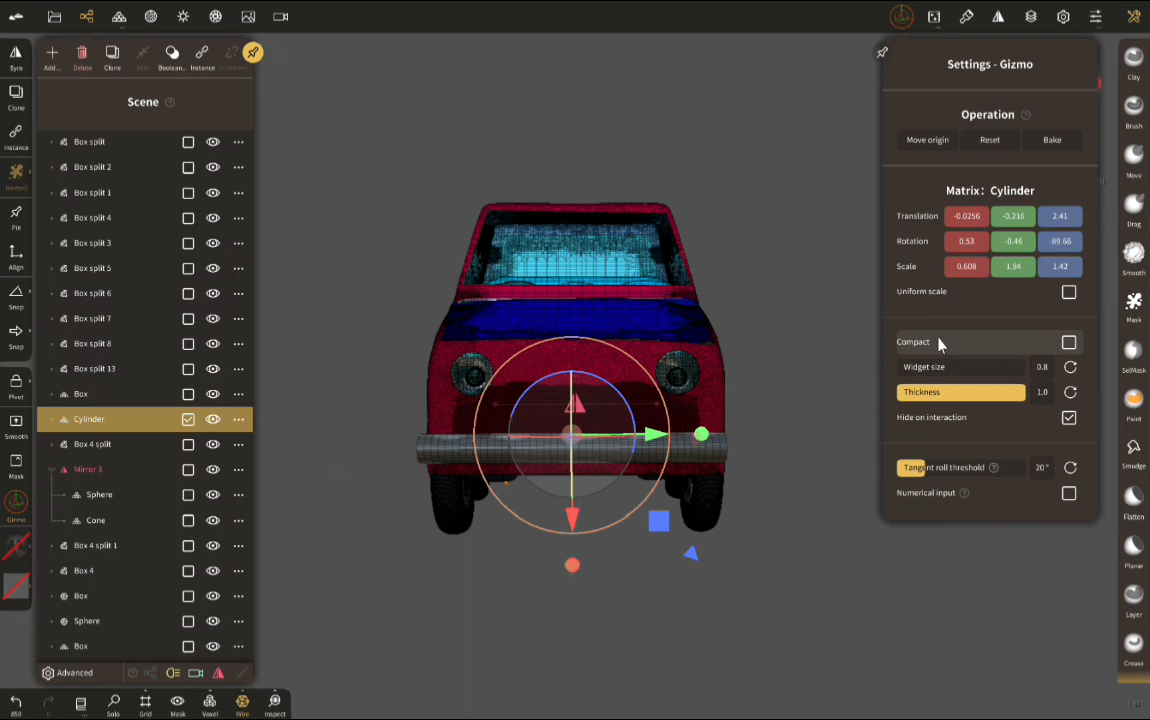 Sym
Clone
Instance
(Vertex)
Pin
Align
Snap
Snap
Pivot
Smooth
Mask
Gizmo
Add...
Delete
Clone
Join
Boolean...
Instance
Scene ?
Box split
Box split 2
Box split 1
Box split 4
Box split 3
Box split 5
Box split 6
Box split 7
Box split 8
Box split 13
Box
Cylinder
Box 4 split
Mirror 3
Sphere
Cone
Box 4 split 1
Box 4
Box
Sphere
Box
Advanced
850
0
...
Solo
Grid
Mask
Voxel
Wire
Inspect
Settings - Gizmo
Operation ?
Move origin Reset Bake
Matrix: Cylinder
Translation -0.0256 -0.216 2.41
Rotation 0.53 -0.46 -89.66
Scale 0.608 1.94 1.42
Uniform scale
Compact
Widget size 0.8
Thickness 1.0
Hide on interaction
Tangent roll threshold ? 20°
Numerical input ?
Clay
Brush
Move
Drag
Smooth
Mask
SelMask
Paint
Smudge
Flatten
Planar
Layer
Crease